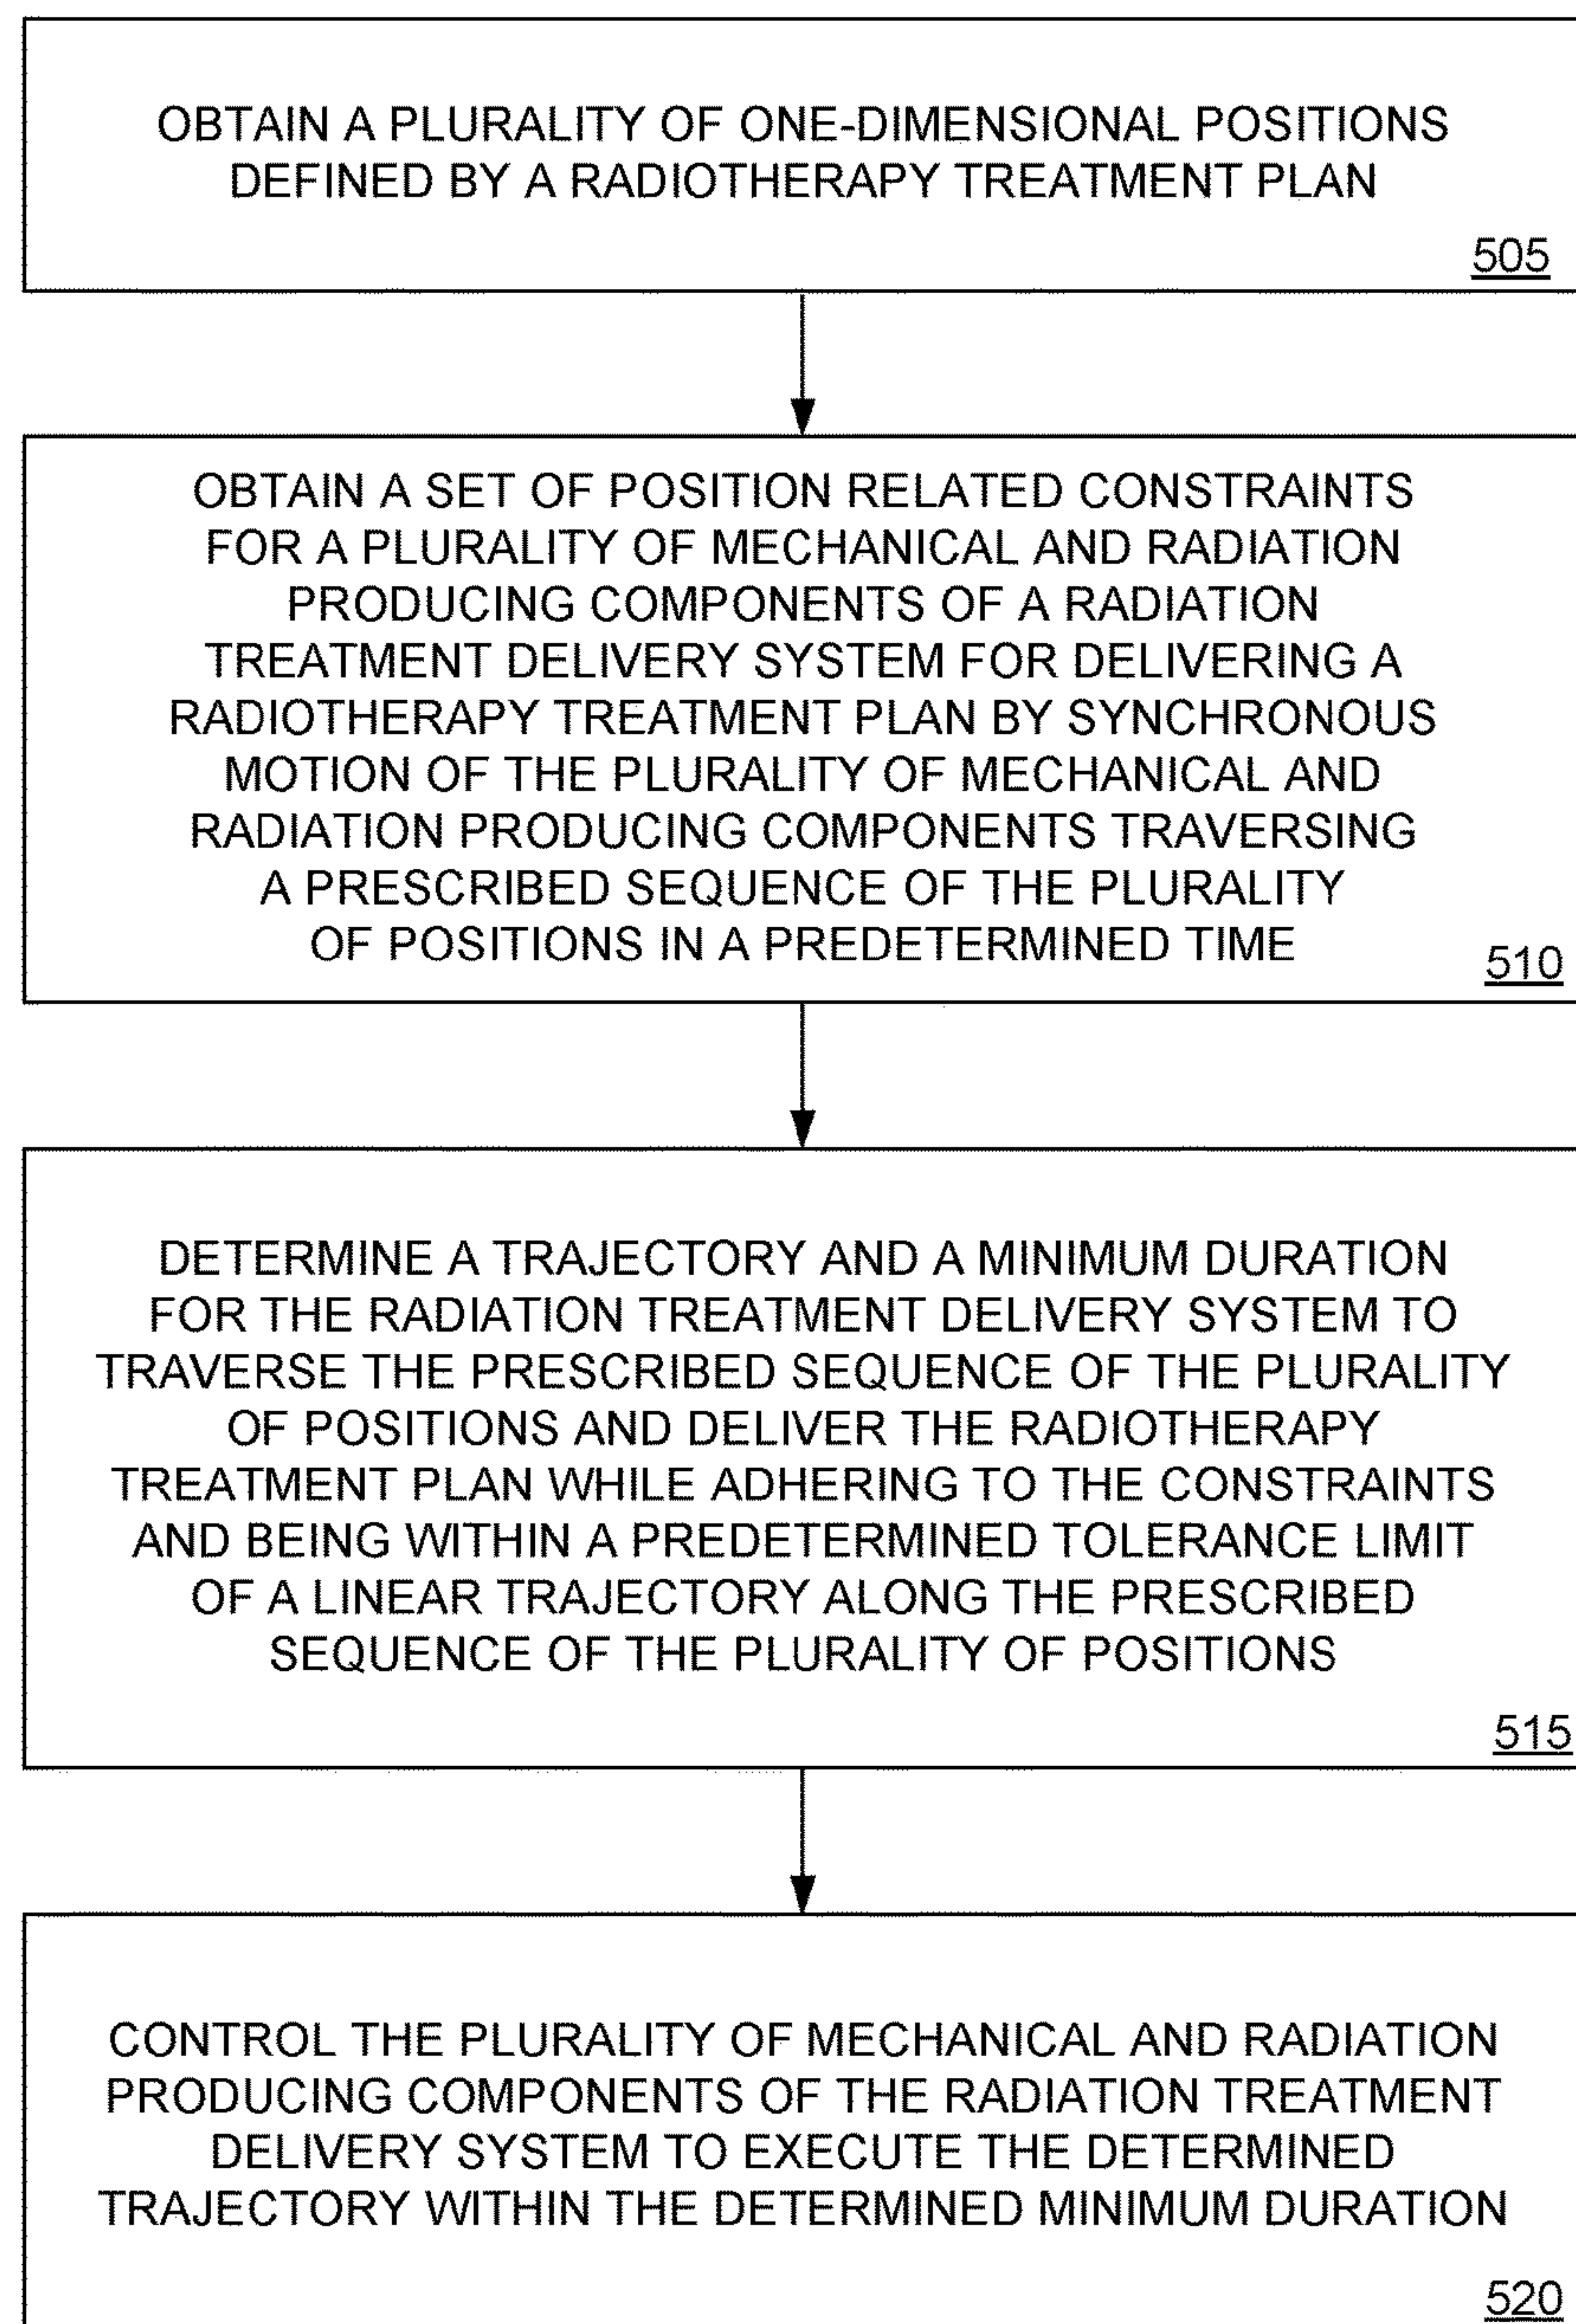 OBTAIN A PLURALITY OF ONE-DIMENSIONAL POSITIONS
DEFINED BY A RADIOTHERAPY TREATMENT PLAN
505
OBTAIN A SET OF POSITION RELATED CONSTRAINTS
FOR A PLURALITY OF MECHANICAL AND RADIATION
PRODUCING COMPONENTS OF A RADIATION
TREATMENT DELIVERY SYSTEM FOR DELIVERING A
RADIOTHERAPY TREATMENT PLAN BY SYNCHRONOUS
MOTION OF THE PLURALITY OF MECHANICAL AND
RADIATION PRODUCING COMPONENTS TRAVERSING
A PRESCRIBED SEQUENCE OF THE PLURALITY
OF POSITIONS IN A PREDETERMINED TIME
510
DETERMINE A TRAJECTORY AND A MINIMUM DURATION
FOR THE RADIATION TREATMENT DELIVERY SYSTEM TO
TRAVERSE THE PRESCRIBED SEQUENCE OF THE PLURALITY
OF POSITIONS AND DELIVER THE RADIOTHERAPY
TREATMENT PLAN WHILE ADHERING TO THE CONSTRAINTS
AND BEING WITHIN A PREDETERMINED TOLERANCE LIMIT
OF A LINEAR TRAJECTORY ALONG THE PRESCRIBED
SEQUENCE OF THE PLURALITY OF POSITIONS
515
CONTROL THE PLURALITY OF MECHANICAL AND RADIATION
PRODUCING COMPONENTS OF THE RADIATION TREATMENT
DELIVERY SYSTEM TO EXECUTE THE DETERMINED
TRAJECTORY WITHIN THE DETERMINED MINIMUM DURATION
520